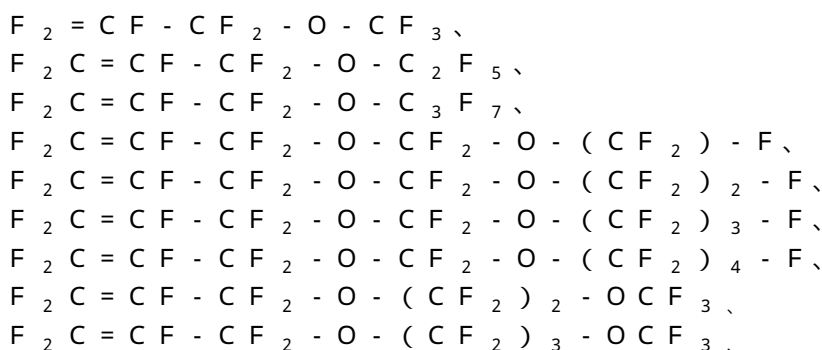 Ｆ₂＝ＣＦ-ＣＦ₂-Ｏ-ＣＦ₃、
Ｆ₂Ｃ＝ＣＦ-ＣＦ₂-Ｏ-Ｃ₂Ｆ₅、
Ｆ₂Ｃ＝ＣＦ-ＣＦ₂-Ｏ-Ｃ₃Ｆ₇、
Ｆ₂Ｃ＝ＣＦ-ＣＦ₂-Ｏ-ＣＦ₂-Ｏ-（ＣＦ₂）-Ｆ、
Ｆ₂Ｃ＝ＣＦ-ＣＦ₂-Ｏ-ＣＦ₂-Ｏ-（ＣＦ₂）₂-Ｆ、
Ｆ₂Ｃ＝ＣＦ-ＣＦ₂-Ｏ-ＣＦ₂-Ｏ-（ＣＦ₂）₃-Ｆ、
Ｆ₂Ｃ＝ＣＦ-ＣＦ₂-Ｏ-ＣＦ₂-Ｏ-（ＣＦ₂）₄-Ｆ、
Ｆ₂Ｃ＝ＣＦ-ＣＦ₂-Ｏ-（ＣＦ₂）₂-ＯＣＦ₃、
Ｆ₂Ｃ＝ＣＦ-ＣＦ₂-Ｏ-（ＣＦ₂）₃-ＯＣＦ₃、